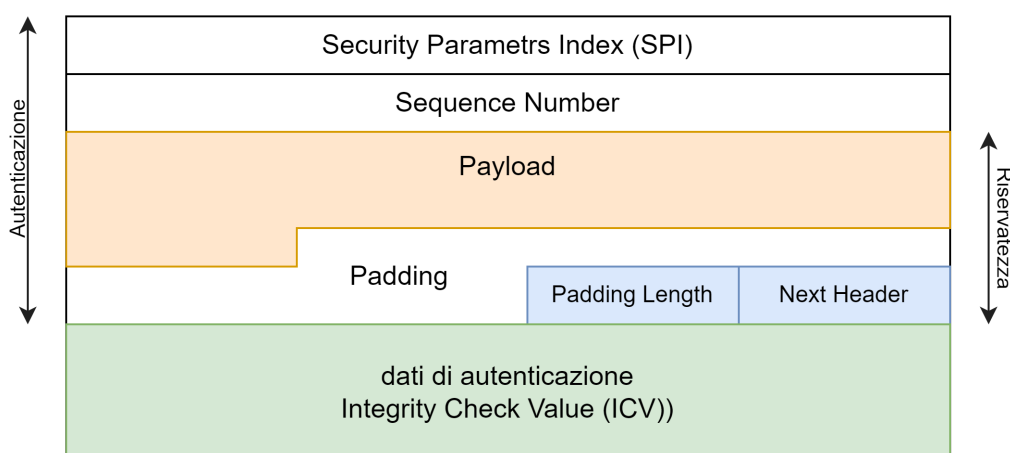 Security Parametrs Index (SPI)
Sequence Number
Autenticazione
Payload
Riservatezza
Padding
Padding Length
Next Header
dati di autenticazione
Integrity Check Value (ICV))